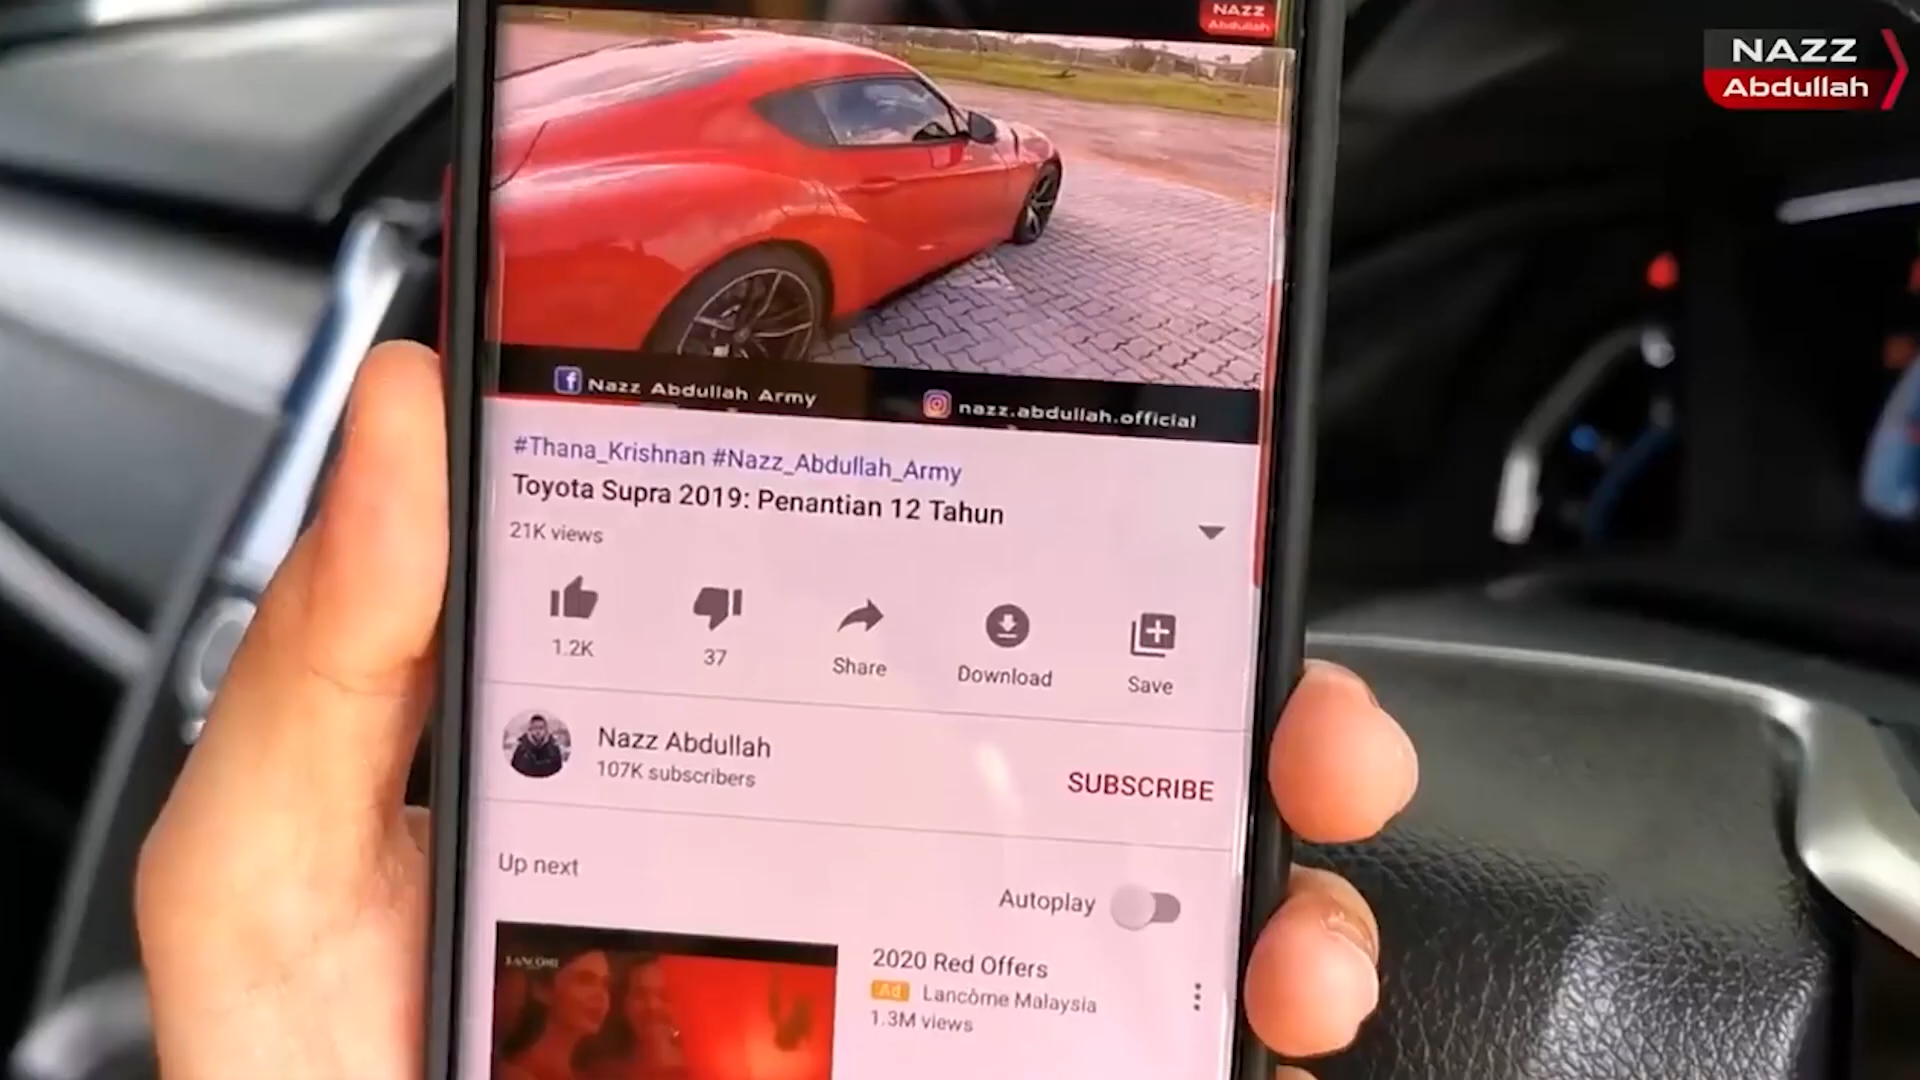 NAZZ
Abdullah
NAZZ
Abdullah
Nazz Abdullah Army
nazz.abdullah.official
#Thana_Krishnan #Nazz_Abdullah_Army
Toyota Supra 2019: Penantian 12 Tahun
21K views
1.2K
37
Share
Download
Save
Nazz Abdullah
107K subscribers
SUBSCRIBE
Up next
Autoplay
LANCÔME
2020 Red Offers
Ad Lancôme Malaysia
1.3M views